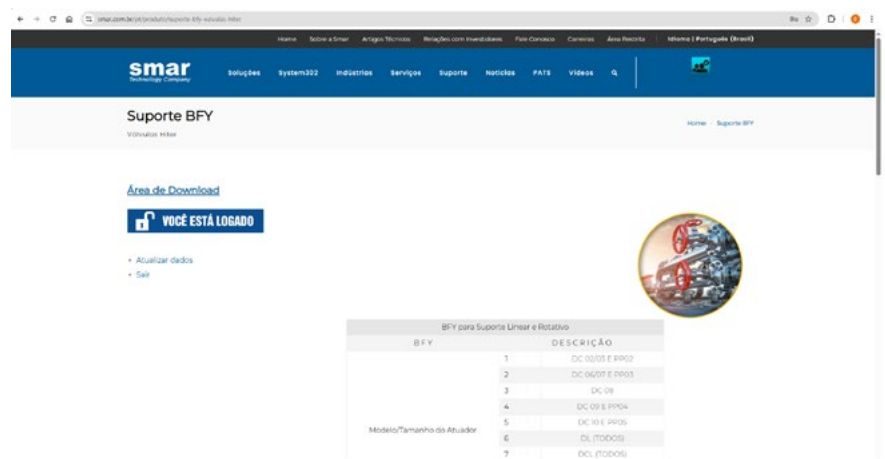 smar.com.br/pt/produto/suporte-bfy-valvulas-hiter
Home Sobre a Smar Artigos Técnicos Relações com Investidores Fale Conosco Carreiras Área Restrita Idioma | Português (Brasil)
smar
Technology Company
Soluções System302 Indústrias Serviços Suporte Notícias PATS Vídeos
Suporte BFY
Válvulas Hiter
Home Suporte BFY
Área de Download
VOCÊ ESTÁ LOGADO
Atualizar dados
Sair
BFY para Suporte Linear e Rotativo
BFY DESCRIÇÃO
1 DC 02/03 E PP02
2 DC 06/07 E PP03
3 DC 08
4 DC 09 E PP04
Modelo/Tamanho do Atuador
5 DC 10 E PP05
6 DL (TODOS)
7 DCL (TODOS)